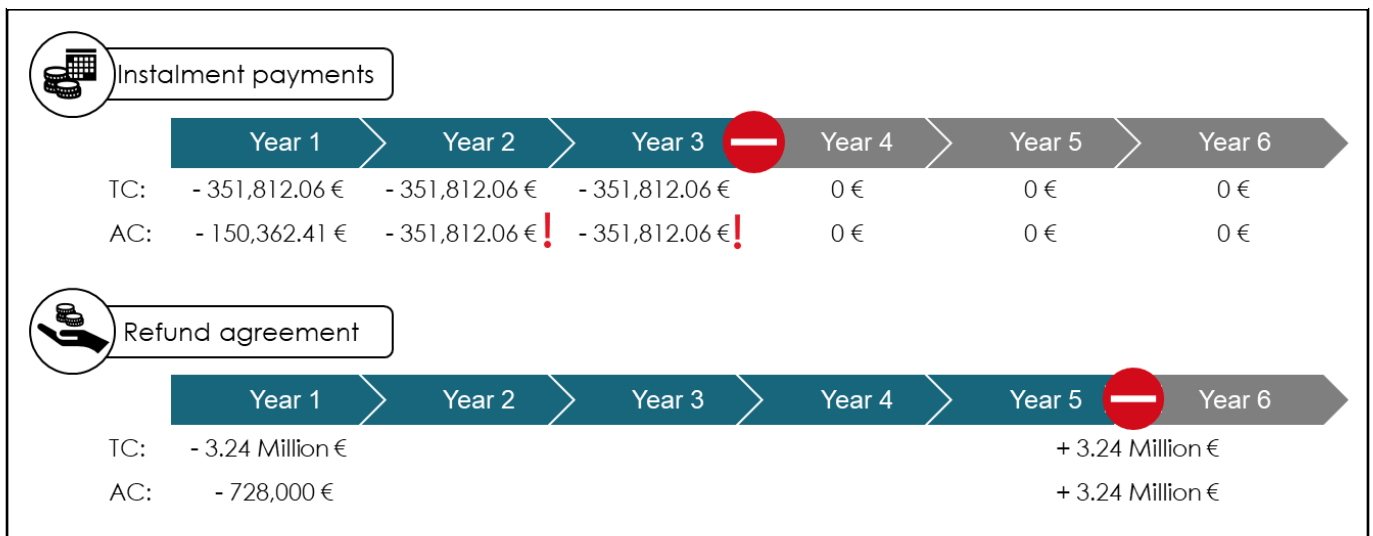 Instalment payments
Year 1 Year 2 Year 3 Year 4 Year 5 Year 6
TC: - 351,812.06 € - 351,812.06 € - 351,812.06 € 0 € 0 € 0 €
AC: - 150,362.41 € - 351,812.06 € ! - 351,812.06 € ! 0 € 0 € 0 €
Refund agreement
Year 1 Year 2 Year 3 Year 4 Year 5 Year 6
TC: - 3.24 Million € + 3.24 Million €
AC: - 728,000 € + 3.24 Million €